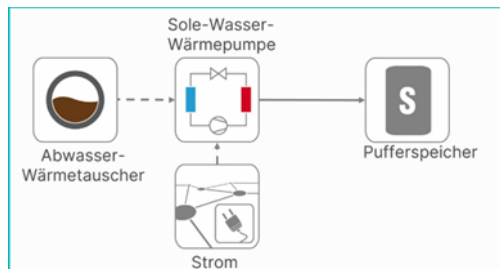 Sole-Wasser-
Wärmepumpe
S
Abwasser-
Wärmetauscher
Pufferspeicher
Strom